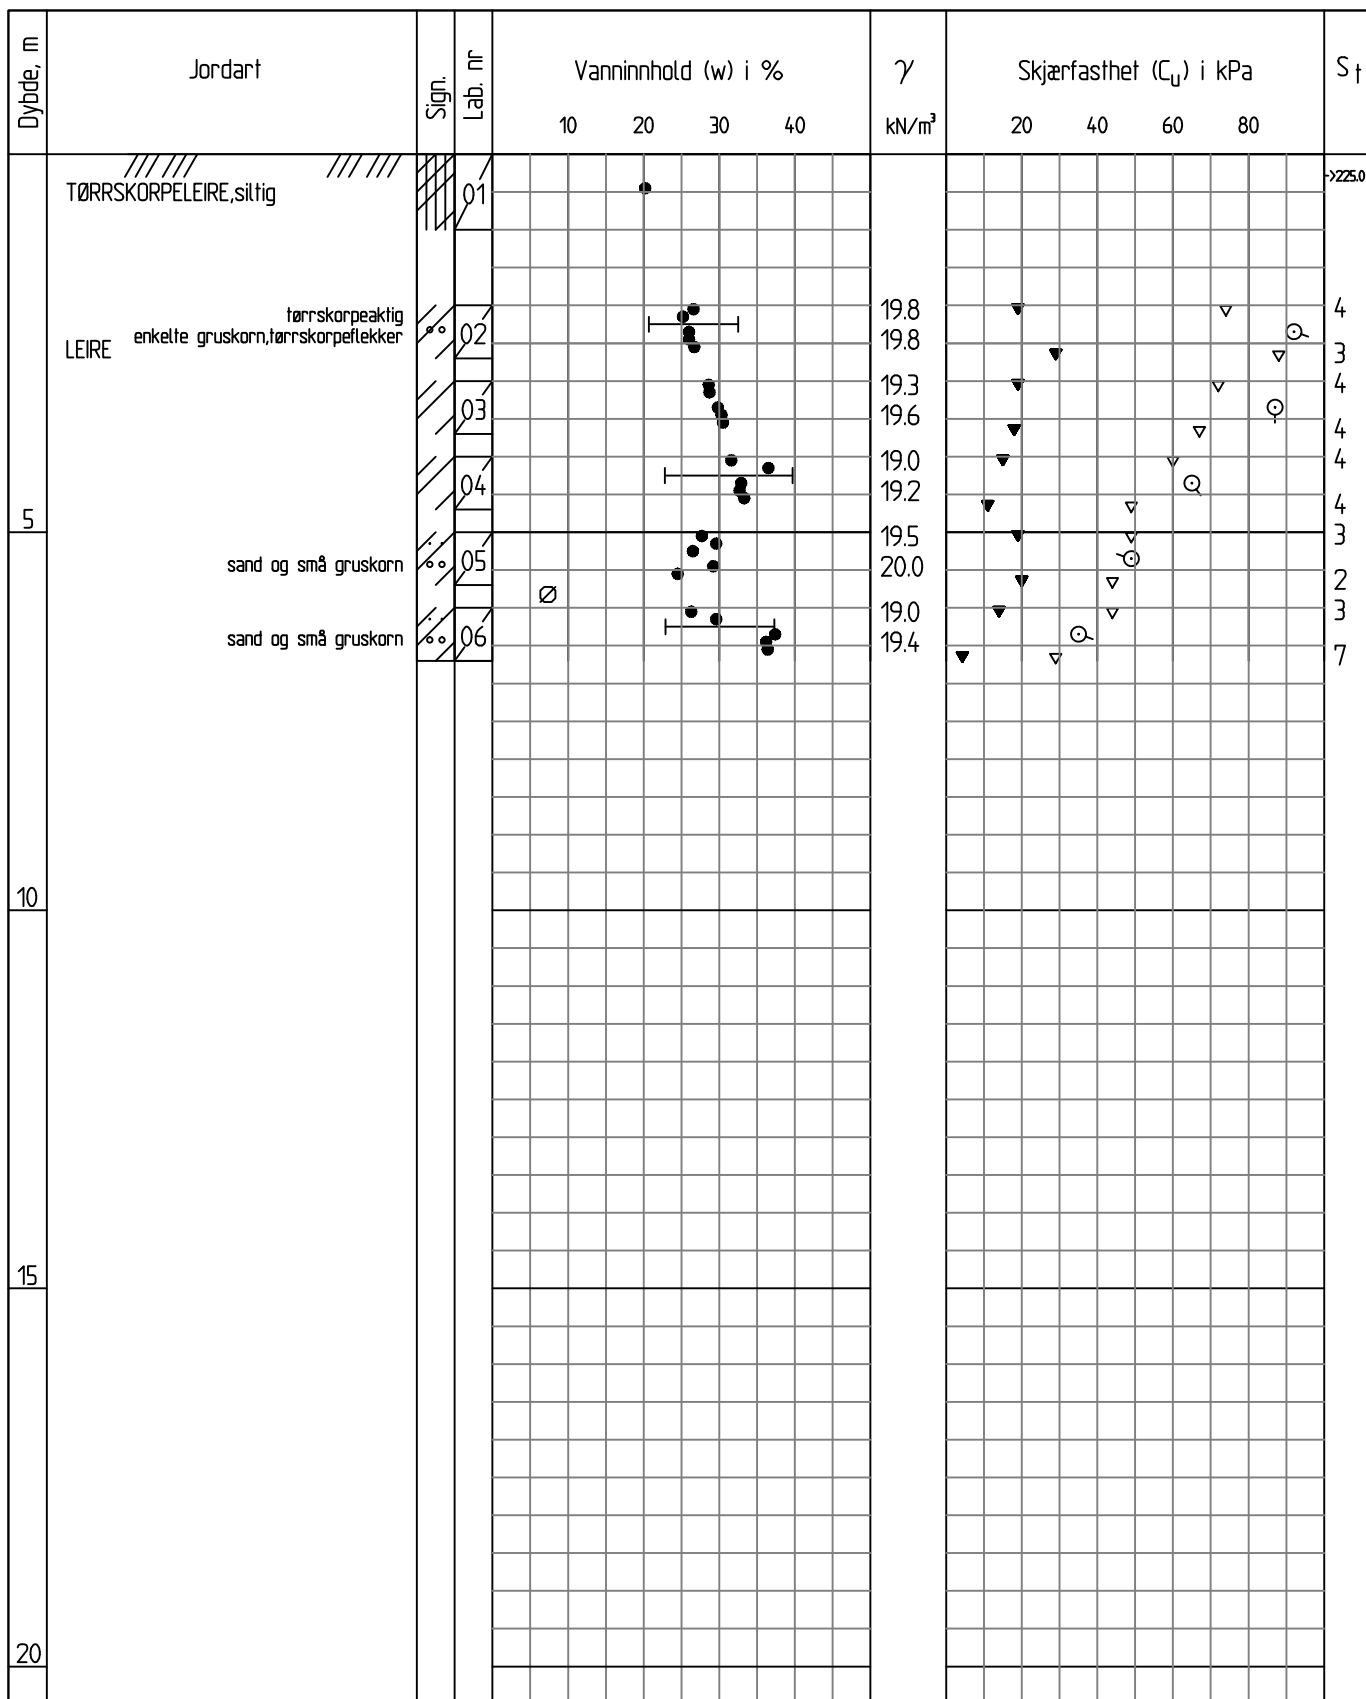 Dybde, m
Jordart
Sign.
Lab. nr
Vanninnhold (w) i %
10 20 30 40
γ
kN/m³
Skjærfasthet (Cu) i kPa
20 40 60 80
St
TØRRSKORPELEIRE,siltig
01
->225.0
tørrskorpeaktig
enkelte gruskorn,tørrskorpeflekker
LEIRE
02
19.8
19.8
4
3
03
19.3
19.6
4
4
04
19.0
19.2
4
4
5
sand og små gruskorn
05
19.5
20.0
3
2
sand og små gruskorn
06
19.0
19.4
3
7
10
15
20